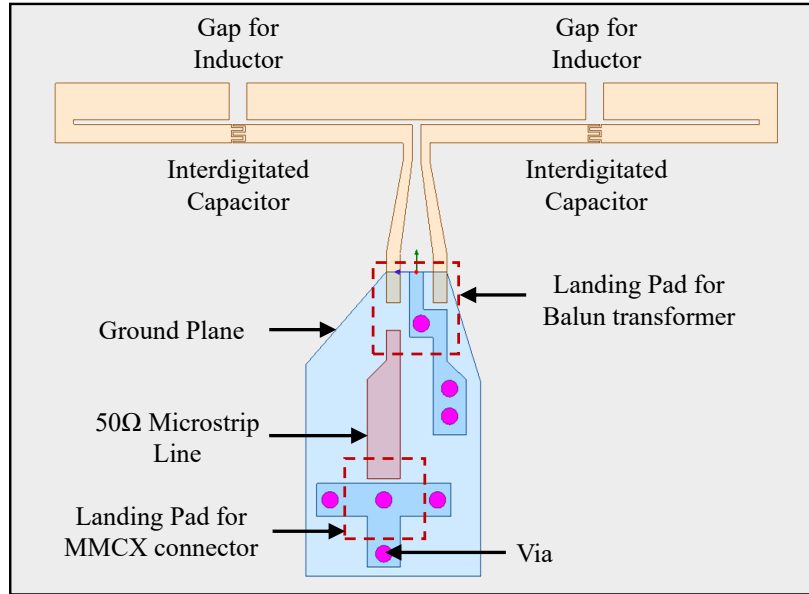 Gap for
Inductor
Gap for
Inductor
Interdigitated
Capacitor
Interdigitated
Capacitor
Landing Pad for
Balun transformer
Ground Plane
50Ω Microstrip
Line
Landing Pad for
MMCX connector
Via